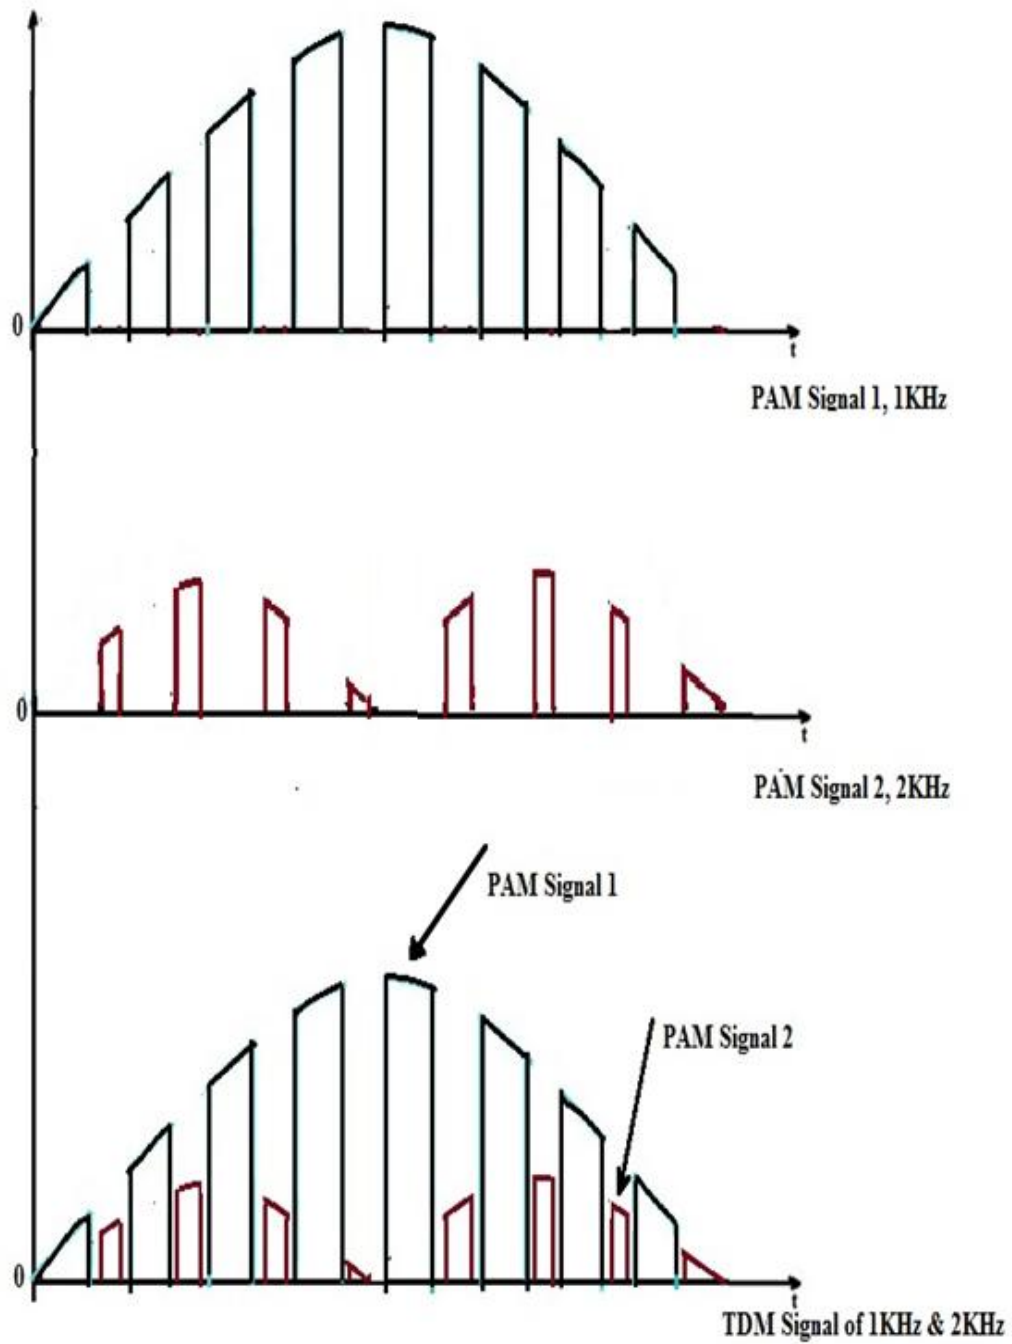 0
t
PAM Signal 1, 1KHz
0
t
PAM Signal 2, 2KHz
PAM Signal 1
PAM Signal 2
0
t
TDM Signal of 1KHz & 2KHz